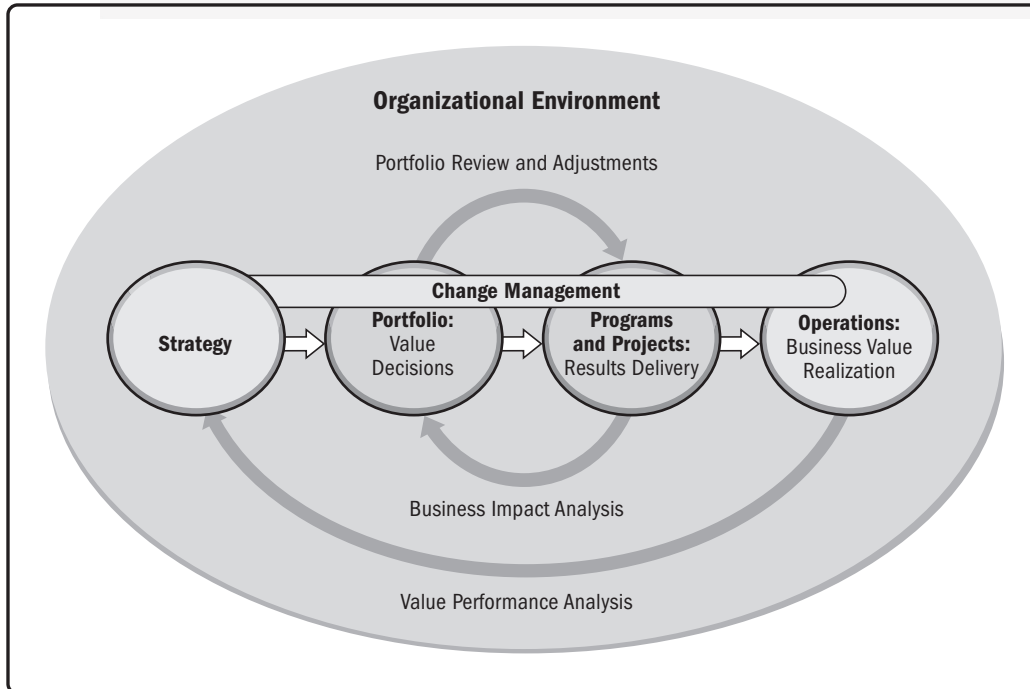 Organizational Environment
Portfolio Review and Adjustments
Change Management
Strategy
Portfolio:
Value
Decisions
Programs
and Projects:
Results Delivery
Operations:
Business Value
Realization
Business Impact Analysis
Value Performance Analysis